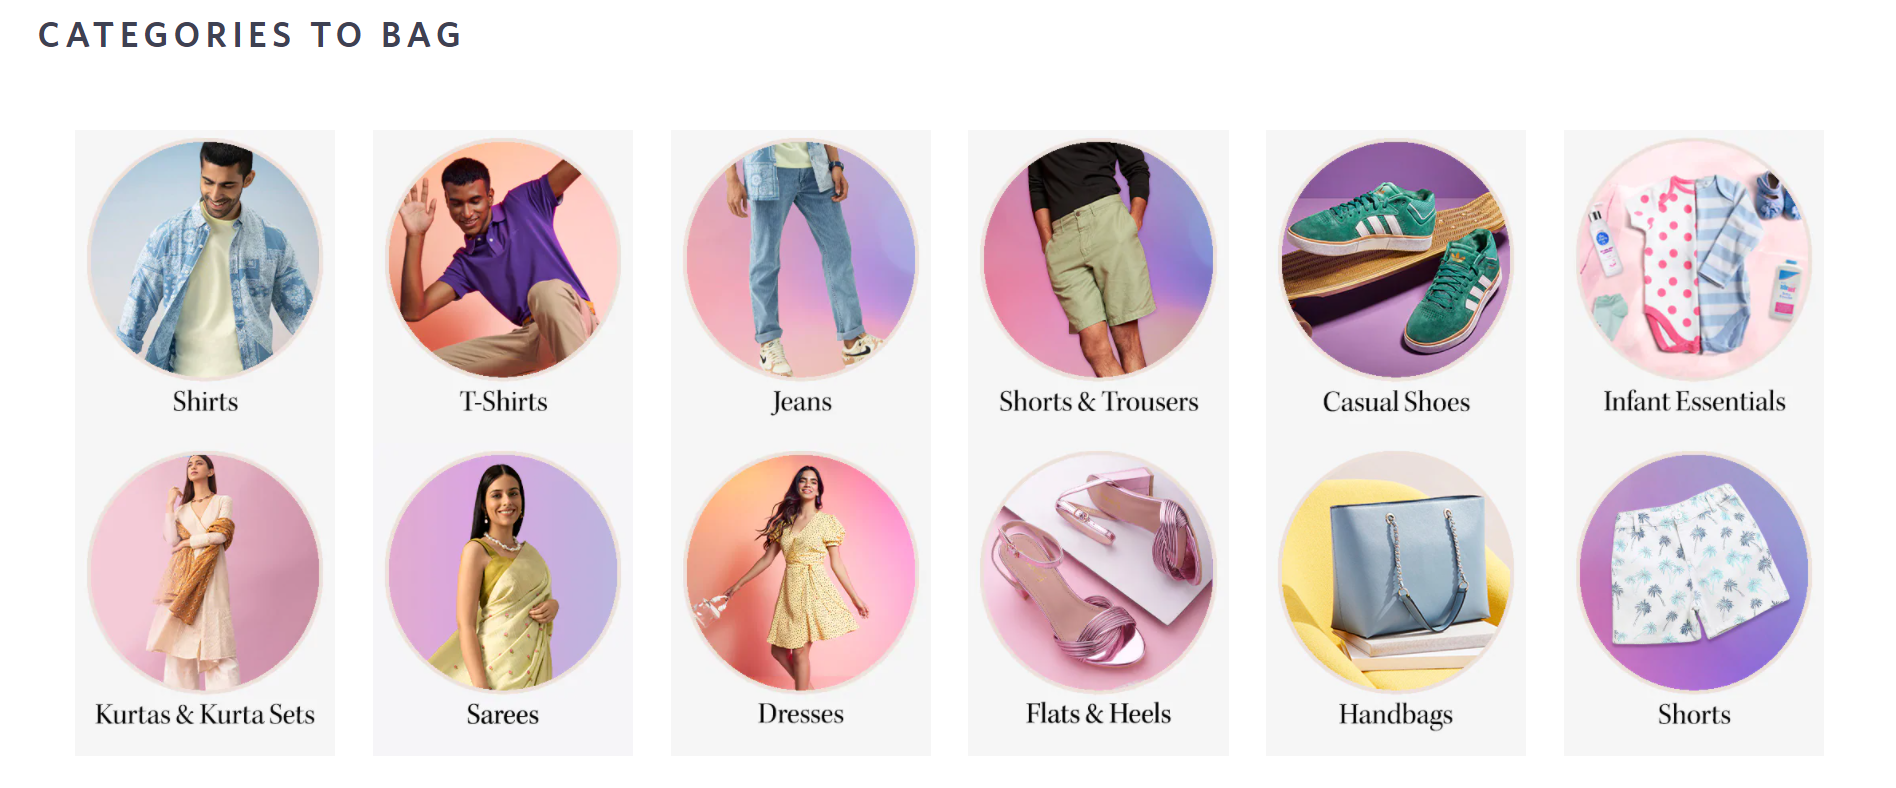 CATEGORIES TO BAG
Shirts
T-Shirts
Jeans
Shorts & Trousers
Casual Shoes
Infant Essentials
Kurtas & Kurta Sets
Sarees
Dresses
Flats & Heels
Handbags
Shorts